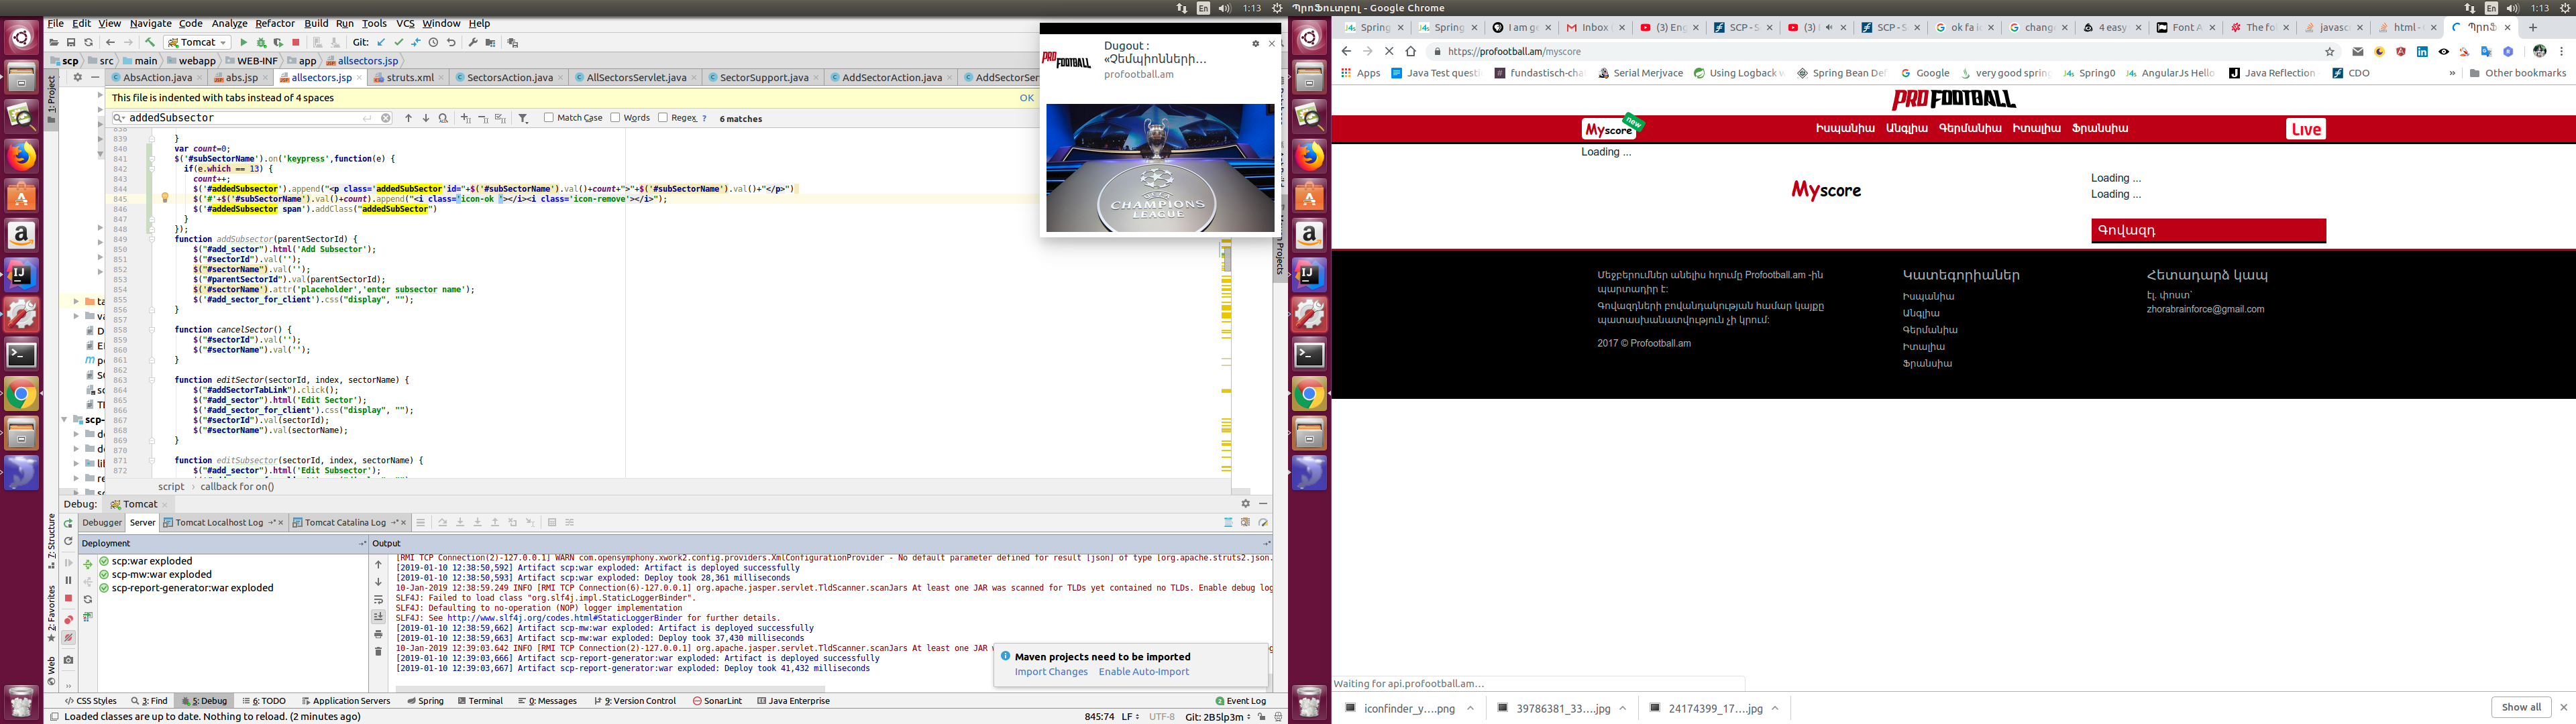 En 1:13
ՊրոՖուտբոլ - Google Chrome
En 1:13
File Edit View Navigate Code Analyze Refactor Build Run Tools VCS Window Help
Tomcat Git:
scp src main webapp WEB-INF app allsectors.jsp
AbsAction.java abs.jsp allsectors.jsp struts.xml SectorsAction.java AllSectorsServlet.java SectorSupport.java AddSectorAction.java AddSectorSer
This file is indented with tabs instead of 4 spaces OK
addedSubsector Match Case Words Regex ? 6 matches
1: Project
838
839 }
840 var count=0;
841 $('#subSectorName').on('keypress',function(e) {
842 if(e.which == 13) {
843 count++;
844 $('#addedSubsector').append("<p class='addedSubSector'id="+$('#subSectorName').val()+count+">"+$('#subSectorName').val()+"</p>")
845 $('#'+$('#subSectorName').val()+count).append("<i class='icon-ok '></i><i class='icon-remove'></i>");
846 $('#addedSubsector span').addClass("addedSubSector")
847 }
848 });
849 function addSubsector(parentSectorId) {
850 $("#add_sector").html('Add Subsector');
851 $("#sectorId").val('');
852 $("#sectorName").val('');
853 $("#parentSectorId").val(parentSectorId);
854 $('#sectorName').attr('placeholder','enter subsector name');
855 $('#add_sector_for_client').css("display", "");
856 }
857
858 function cancelSector() {
859 $("#sectorId").val('');
860 $("#sectorName").val('');
861 }
862
863 function editSector(sectorId, index, sectorName) {
864 $("#addSectorTabLink").click();
865 $("#add_sector").html('Edit Sector');
866 $('#add_sector_for_client').css("display", "");
867 $("#sectorId").val(sectorId);
868 $("#sectorName").val(sectorName);
869 }
870
871 function editSubsector(sectorId, index, sectorName) {
872 $("#add_sector").html('Edit Subsector');
script callback for on()
PROFOOTBALL
Dugout :
«Չեմպիոնների...
profootball.am
CHAMPIONS
LEAGUE
Debug: Tomcat
Debugger Server Tomcat Localhost Log Tomcat Catalina Log
Deployment Output
scp:war exploded
scp-mw:war exploded
scp-report-generator:war exploded
[RMI TCP Connection(2)-127.0.0.1] WARN com.opensymphony.xwork2.config.providers.XmlConfigurationProvider - No default parameter defined for result [json] of type [org.apache.struts2.json.
[2019-01-10 12:38:50,592] Artifact scp:war exploded: Artifact is deployed successfully
[2019-01-10 12:38:50,593] Artifact scp:war exploded: Deploy took 28,361 milliseconds
10-Jan-2019 12:38:59.249 INFO [RMI TCP Connection(6)-127.0.0.1] org.apache.jasper.servlet.TldScanner.scanJars At least one JAR was scanned for TLDs yet contained no TLDs. Enable debug log
SLF4J: Failed to load class "org.slf4j.impl.StaticLoggerBinder".
SLF4J: Defaulting to no-operation (NOP) logger implementation
SLF4J: See http://www.slf4j.org/codes.html#StaticLoggerBinder for further details.
[2019-01-10 12:38:59,662] Artifact scp-mw:war exploded: Artifact is deployed successfully
[2019-01-10 12:38:59,663] Artifact scp-mw:war exploded: Deploy took 37,430 milliseconds
10-Jan-2019 12:39:03.642 INFO [RMI TCP Connection(2)-127.0.0.1] org.apache.jasper.servlet.TldScanner.scanJars At least one JAR
[2019-01-10 12:39:03,666] Artifact scp-report-generator:war exploded: Artifact is deployed successfully
[2019-01-10 12:39:03,667] Artifact scp-report-generator:war exploded: Deploy took 41,432 milliseconds
Maven projects need to be imported
Import Changes Enable Auto-Import
7: Structure
2: Favorites
Web
CSS Styles 3: Find 5: Debug 6: TODO Application Servers Spring Terminal 0: Messages 9: Version Control SonarLint Java Enterprise Event Log
Loaded classes are up to date. Nothing to reload. (2 minutes ago) 845:74 LF UTF-8 Git: 2B5lp3m
Spring Spring I am ge Inbox (3) Eng SCP - S (3) SCP - S ok fa ic change 4 easy Font A The fo javasc html - Պրոֆ
https://profootball.am/myscore
Apps Java Test questi fundastisch-chat Serial Merjvace Using Logback w Spring Bean Def Google very good spring Spring0 AngularJs Hello Java Reflection CDO Other bookmarks
PROFOOTBALL
Myscore new Իսպանիա Անգլիա Գերմանիա Իտալիա Ֆրանսիա Live
Loading ...
Myscore
Loading ...
Loading ...
Գովազդ
Մեջբերումներ անելիս հղումը Profootball.am -ին
պարտադիր է:
Գովազդների բովանդակության համար կայքը
պատասխանատվություն չի կրում:
2017 © Profootball.am
Կատեգորիաներ
Իսպանիա
Անգլիա
Գերմանիա
Իտալիա
Ֆրանսիա
Հետադարձ կապ
Էլ. փոստ՝
zhorabrainforce@gmail.com
Waiting for api.profootball.am...
iconfinder_y....png 39786381_33....jpg 24174399_17....jpg Show all